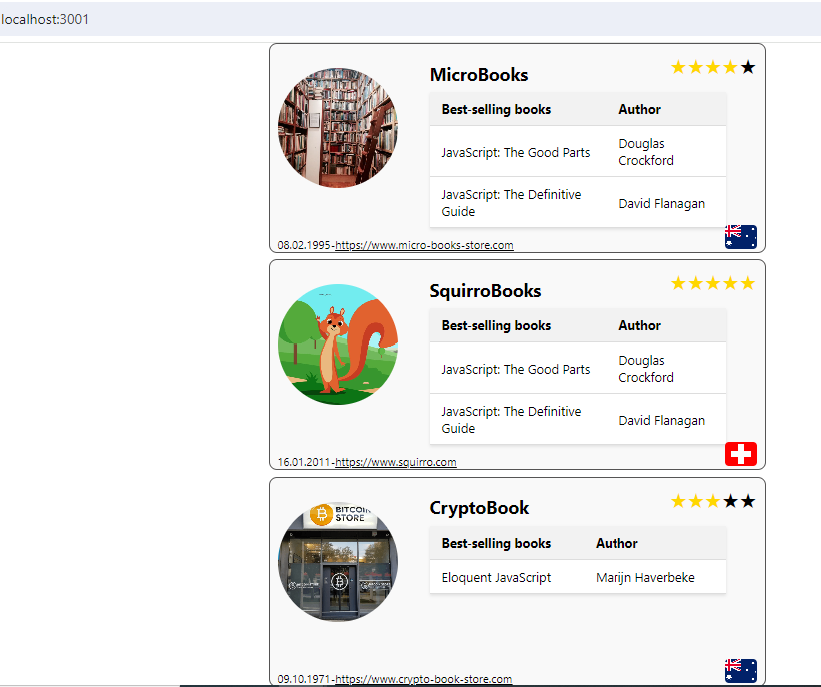 localhost:3001
MicroBooks
★★★★★
Best-selling books Author
JavaScript: The Good Parts Douglas
Crockford
JavaScript: The Definitive
Guide David Flanagan
08.02.1995-https://www.micro-books-store.com
SquirroBooks
★★★★★
Best-selling books Author
JavaScript: The Good Parts Douglas
Crockford
JavaScript: The Definitive
Guide David Flanagan
16.01.2011-https://www.squirro.com
BITCOIN
STORE
CryptoBook
★★★★★
Best-selling books Author
Eloquent JavaScript Marijn Haverbeke
09.10.1971-https://www.crypto-book-store.com